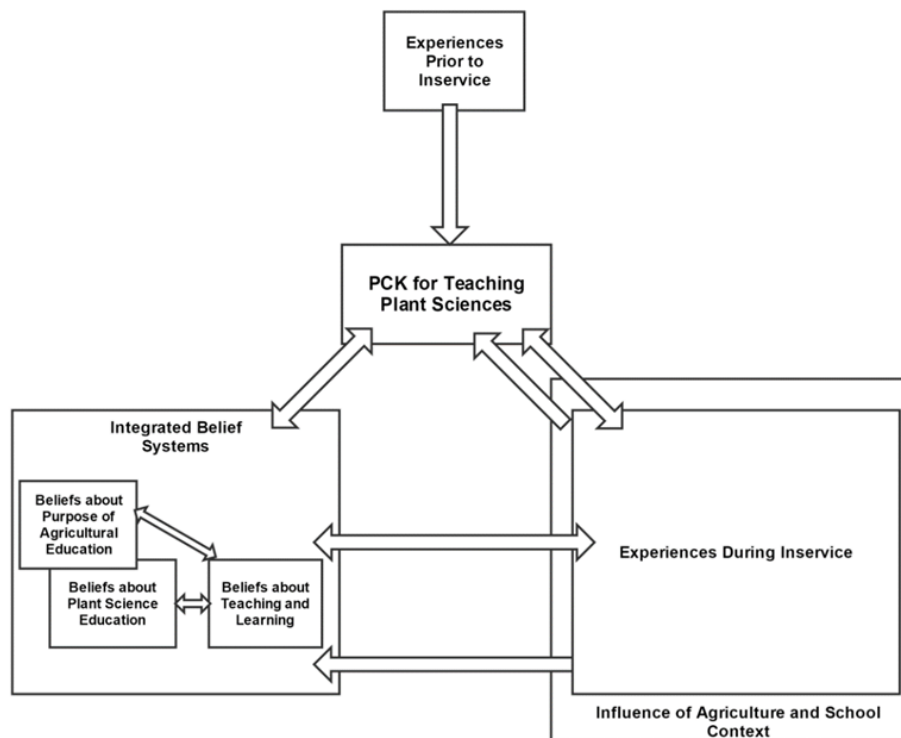 Experiences
Prior to
Inservice
PCK for Teaching
Plant Sciences
Integrated Belief
Systems
Beliefs about
Purpose of
Agricultural
Education
Beliefs about
Plant Science
Education
Beliefs about
Teaching and
Learning
Experiences During Inservice
Influence of Agriculture and School
Context